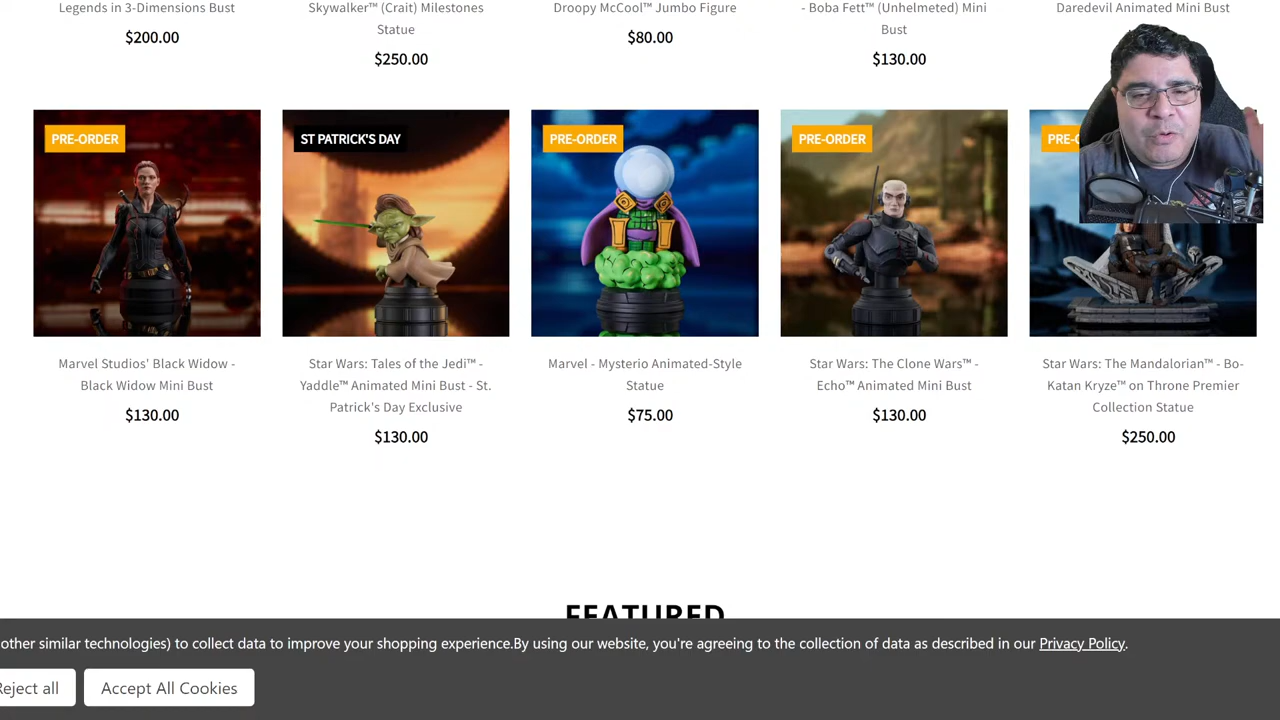 Legends in 3-Dimensions Bust
$200.00
Skywalker™ (Crait) Milestones
Statue
$250.00
Droopy McCool™ Jumbo Figure
$80.00
- Boba Fett™ (Unhelmeted) Mini
Bust
$130.00
Daredevil Animated Mini Bust
PRE-ORDER
Marvel Studios' Black Widow -
Black Widow Mini Bust
$130.00
ST PATRICK'S DAY
Star Wars: Tales of the Jedi™ -
Yaddle™ Animated Mini Bust - St.
Patrick's Day Exclusive
$130.00
PRE-ORDER
Marvel - Mysterio Animated-Style
Statue
$75.00
PRE-ORDER
Star Wars: The Clone Wars™ -
Echo™ Animated Mini Bust
$130.00
PRE-O
Star Wars: The Mandalorian™ - Bo-
Katan Kryze™ on Throne Premier
Collection Statue
$250.00
FEATURED
other similar technologies) to collect data to improve your shopping experience.By using our website, you're agreeing to the collection of data as described in our Privacy Policy.
Reject all
Accept All Cookies